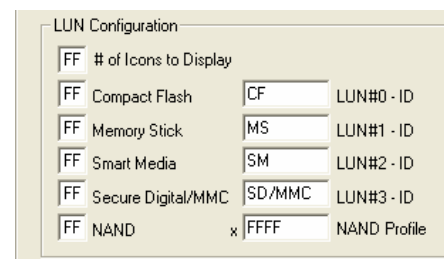 LUN Configuration
FF # of Icons to Display
FF Compact Flash CF LUN#0 - ID
FF Memory Stick MS LUN#1 - ID
FF Smart Media SM LUN#2 - ID
FF Secure Digital/MMC SD/MMC LUN#3 - ID
FF NAND x FFFF NAND Profile